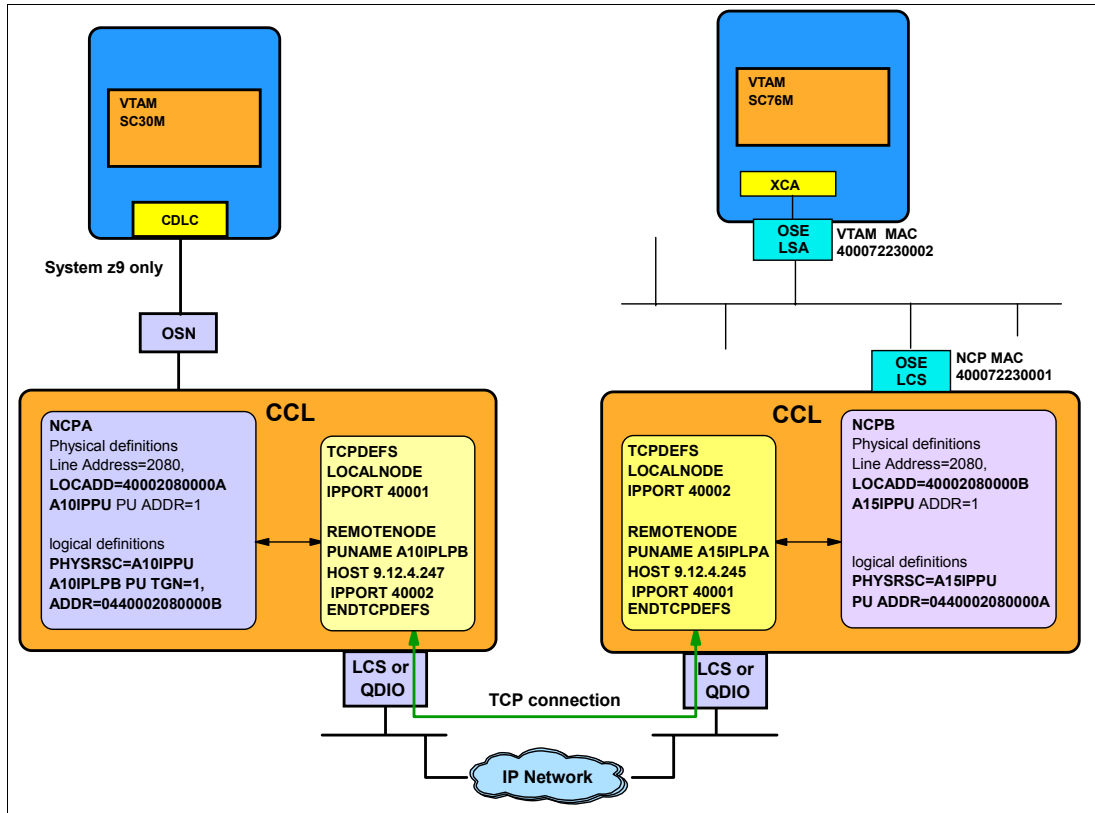 VTAM
SC30M
CDLC
System z9 only
OSN
VTAM
SC76M
XCA
OSE
LSA
VTAM MAC
400072230002
OSE
LCS
NCP MAC
400072230001
CCL
NCPA
Physical definitions
Line Address=2080,
LOCADD=40002080000A
A10IPPU PU ADDR=1
logical definitions
PHYSRSC=A10IPPU
A10IPLPB PU TGN=1,
ADDR=0440002080000B
TCPDEFS
LOCALNODE
IPPORT 40001
REMOTENODE
PUNAME A10IPLPB
HOST 9.12.4.247
IPPORT 40002
ENDTCPDEFS
LCS or
QDIO
CCL
TCPDEFS
LOCALNODE
IPPORT 40002
REMOTENODE
PUNAME A15IPLPA
HOST 9.12.4.245
IPPORT 40001
ENDTCPDEFS
NCPB
Physical definitions
Line Address=2080,
LOCADD=40002080000B
A15IPPU PU ADDR=1
logical definitions
PHYSRSC=A15IPPU
PU ADDR=0440002080000A
LCS or
QDIO
TCP connection
IP Network